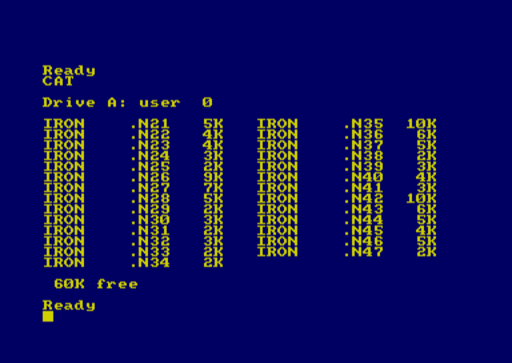 Ready
CAT
Drive A: user 0
IRON .N21 5K IRON .N35 10K
IRON .N22 4K IRON .N36 6K
IRON .N23 4K IRON .N37 5K
IRON .N24 3K IRON .N38 2K
IRON .N25 2K IRON .N39 3K
IRON .N26 9K IRON .N40 4K
IRON .N27 7K IRON .N41 3K
IRON .N28 5K IRON .N42 10K
IRON .N29 2K IRON .N43 6K
IRON .N30 3K IRON .N44 5K
IRON .N31 2K IRON .N45 4K
IRON .N32 3K IRON .N46 5K
IRON .N33 2K IRON .N47 2K
IRON .N34 2K
60K free
Ready